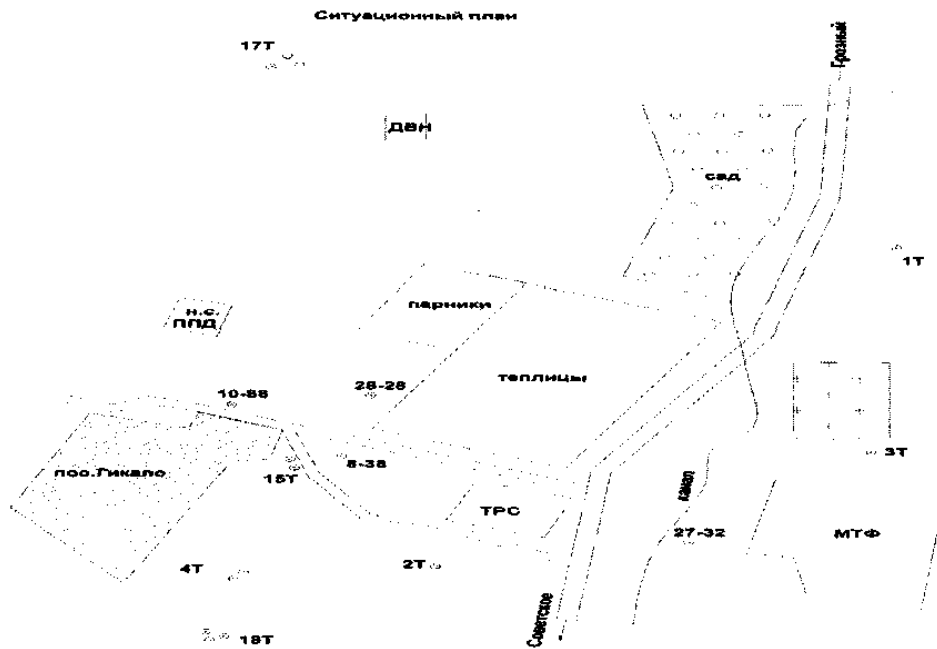 Ситуационный план
17Т
Грозный
ДВН
сад
1Т
парники
н.с.
ППД
теплицы
10-88
28-28
8-38
3Т
пос.Гикало
15Т
канал
ТРС
27-32
МТФ
4Т
2Т
Советское
18Т